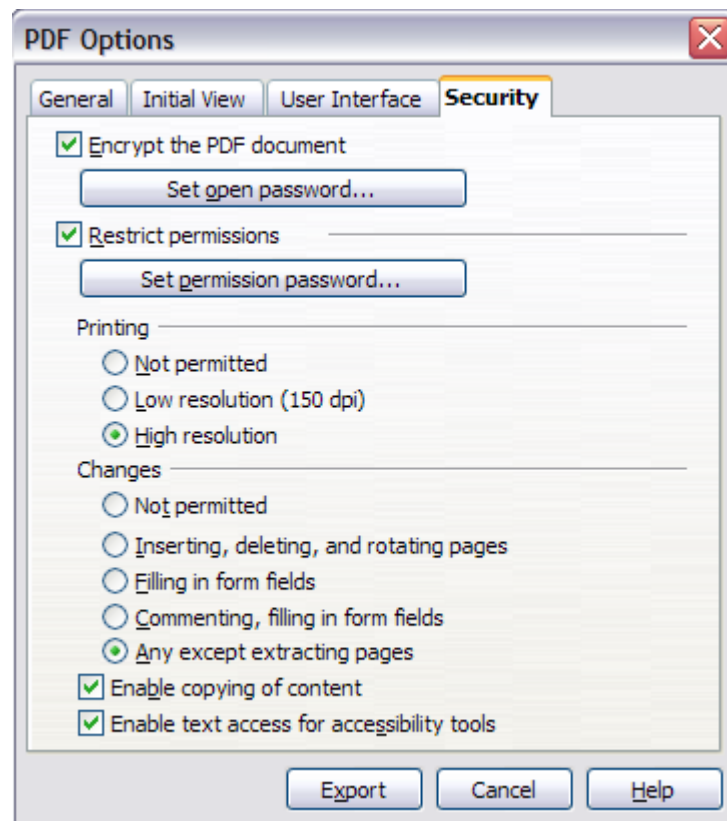 PDF Options
General Initial View User Interface Security
Encrypt the PDF document
Set open password...
Restrict permissions
Set permission password...
Printing
Not permitted
Low resolution (150 dpi)
High resolution
Changes
Not permitted
Inserting, deleting, and rotating pages
Filling in form fields
Commenting, filling in form fields
Any except extracting pages
Enable copying of content
Enable text access for accessibility tools
Export Cancel Help